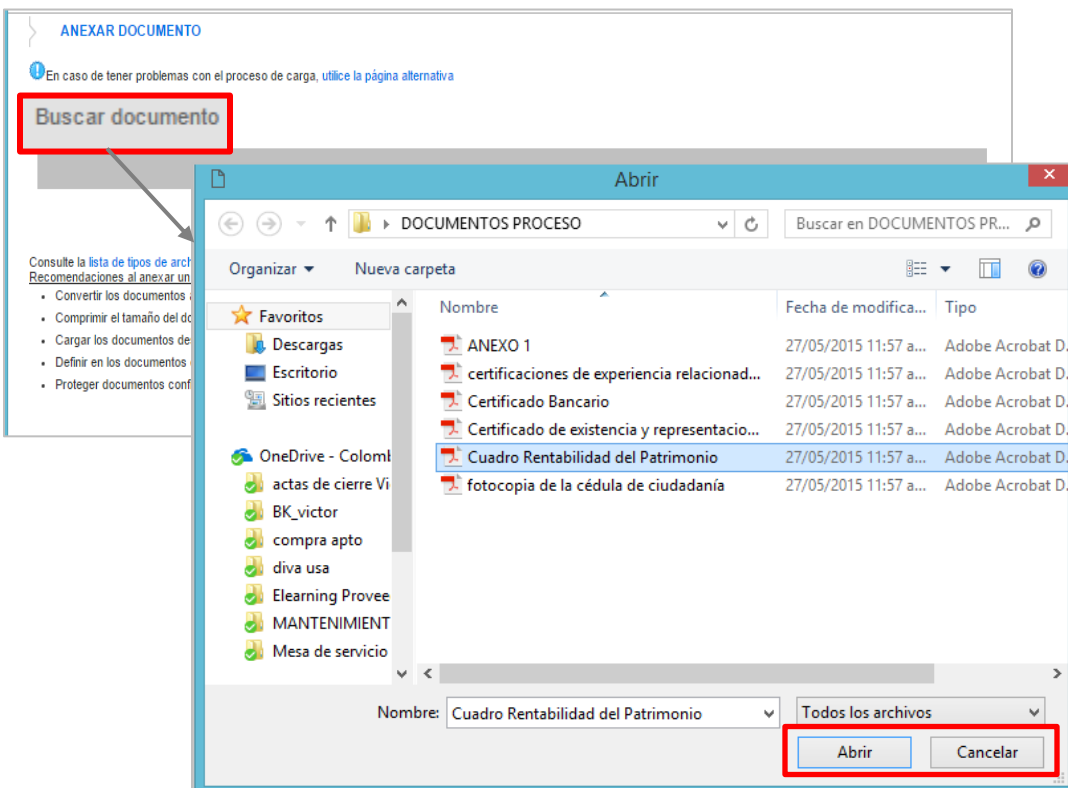 ANEXAR DOCUMENTO
En caso de tener problemas con el proceso de carga, utilice la página alternativa
Buscar documento
Consulte la lista de tipos de arch
Recomendaciones al anexar un
Convertir los documentos
Comprimir el tamaño del do
Cargar los documentos de
Definir en los documentos
Proteger documentos conf
Abrir
DOCUMENTOS PROCESO
Buscar en DOCUMENTOS PR...
Organizar
Nueva carpeta
Favoritos
Descargas
Escritorio
Sitios recientes
OneDrive - Colomb
actas de cierre Vi
BK_victor
compra apto
diva usa
Elearning Provee
MANTENIMIENT
Mesa de servicio
Nombre Fecha de modifica... Tipo
ANEXO 1 27/05/2015 11:57 a... Adobe Acrobat D.
certificaciones de experiencia relacionad... 27/05/2015 11:57 a... Adobe Acrobat D.
Certificado Bancario 27/05/2015 11:57 a... Adobe Acrobat D.
Certificado de existencia y representacio... 27/05/2015 11:57 a... Adobe Acrobat D.
Cuadro Rentabilidad del Patrimonio 27/05/2015 11:57 a... Adobe Acrobat D.
fotocopia de la cédula de ciudadanía 27/05/2015 11:57 a... Adobe Acrobat D.
Nombre: Cuadro Rentabilidad del Patrimonio Todos los archivos
Abrir Cancelar